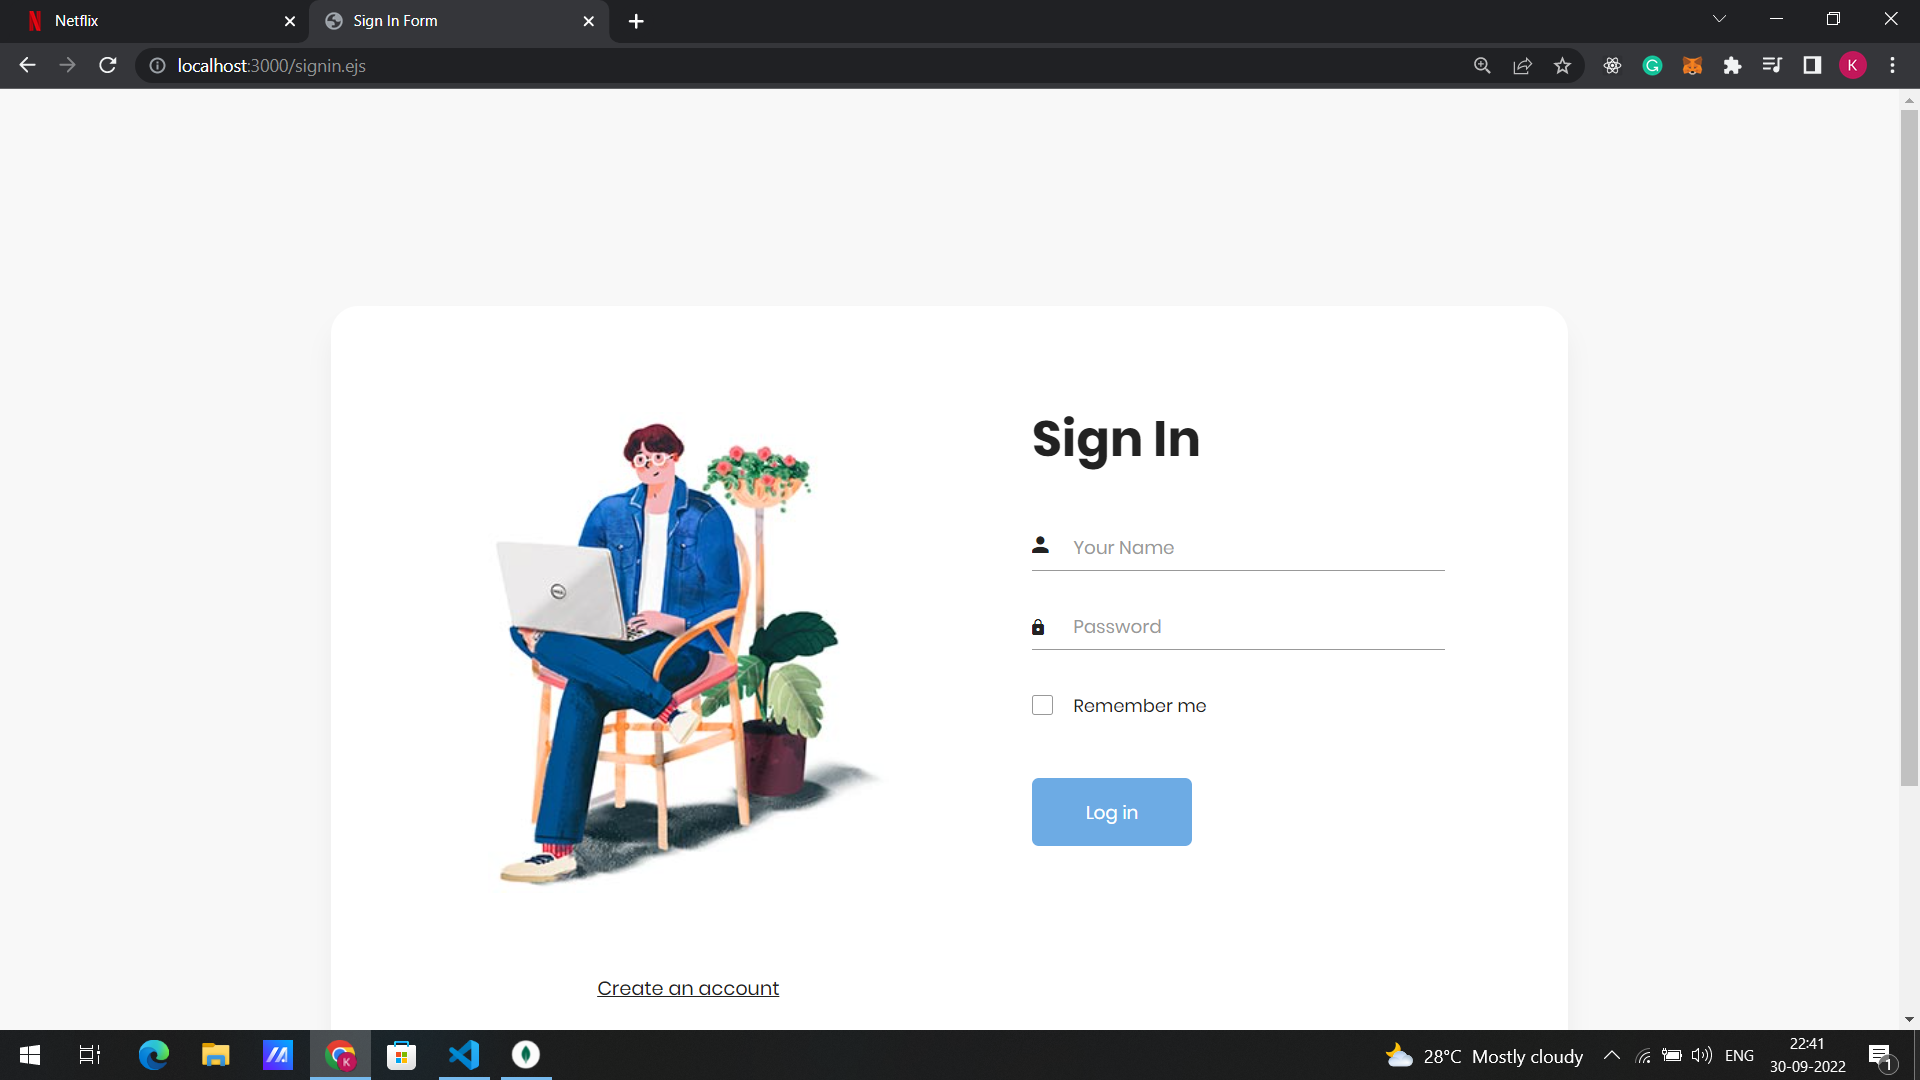 Netflix
Sign In Form
localhost:3000/signin.ejs
K
Sign In
Your Name
Password
Remember me
Log in
Create an account
K
28°C Mostly cloudy
ENG
22:41
30-09-2022
1